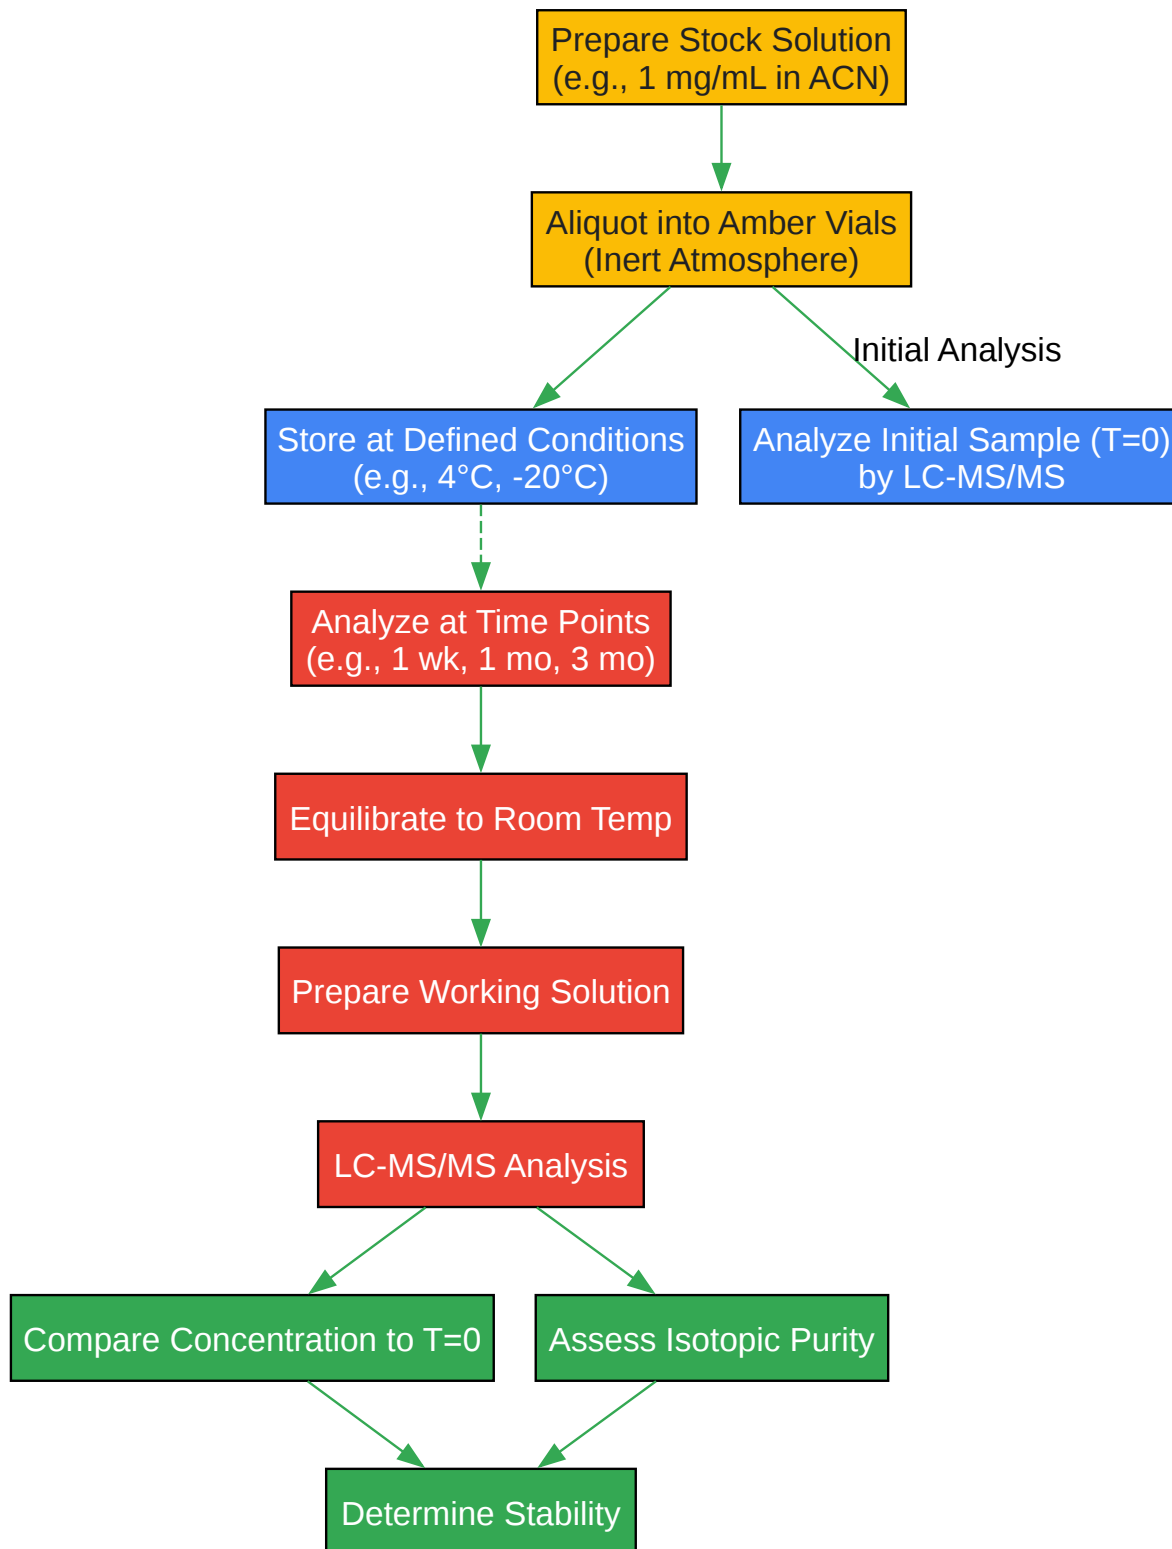 Prepare Stock Solution
(e.g., 1 mg/mL in ACN)
Aliquot into Amber Vials
(Inert Atmosphere)
Initial Analysis
Store at Defined Conditions
(e.g., 4°C, -20°C)
Analyze Initial Sample (T=0)
by LC-MS/MS
Analyze at Time Points
(e.g., 1 wk, 1 mo, 3 mo)
Equilibrate to Room Temp
Prepare Working Solution
LC-MS/MS Analysis
Compare Concentration to T=0
Assess Isotopic Purity
Determine Stability